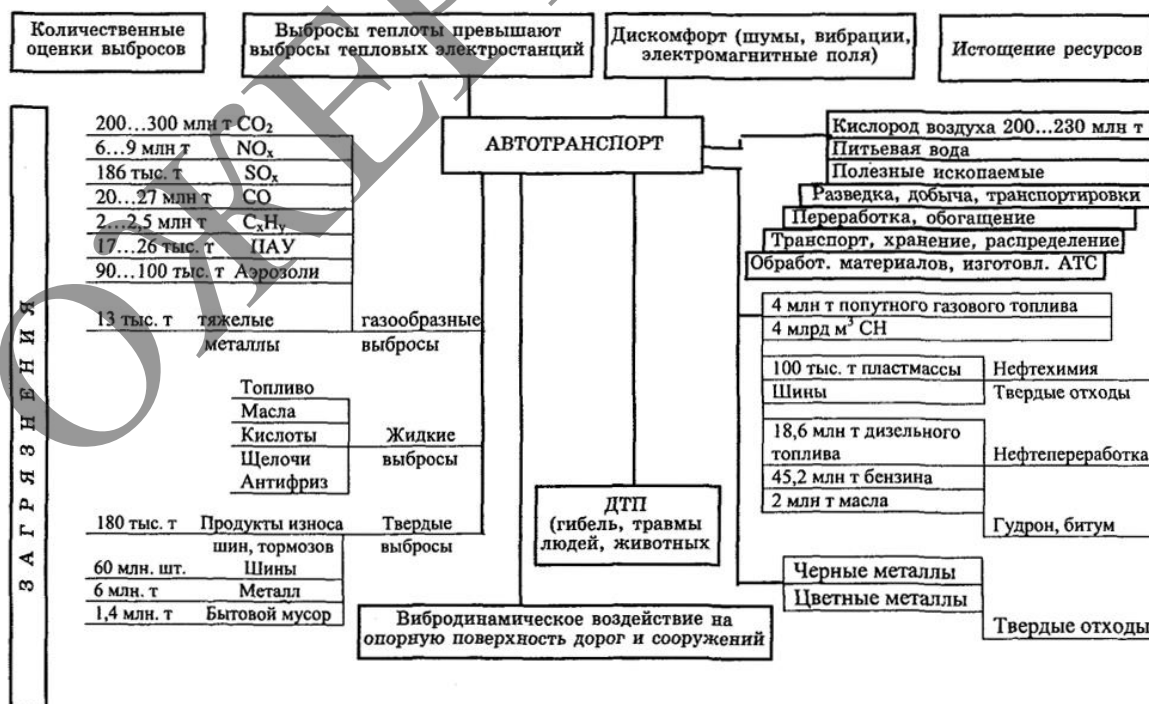 Количественные
оценки выбросов
Выбросы теплоты превышают
выбросы тепловых электростанций
Дискомфорт (шумы, вибрации,
электромагнитные поля)
Истощение ресурсов
ЗАГРЯЗНЕНИЯ
АВТОТРАНСПОРТ
200...300 млн т CO₂
6...9 млн т NOₓ
186 тыс. т SOₓ
20...27 млн т CO
2...2,5 млн т CₓHᵧ
17...26 тыс. т ПАУ
90...100 тыс. т Аэрозоли
13 тыс. т тяжелые
металлы
газообразные
выбросы
Топливо
Масла
Кислоты
Щелочи
Антифриз
Жидкие
выбросы
180 тыс. т Продукты износа
шин, тормозов
Твердые
выбросы
60 млн. шт. Шины
6 млн. т Металл
1,4 млн. т Бытовой мусор
Вибродинамическое воздействие на
опорную поверхность дорог и сооружений
ДТП
(гибель, травмы
людей, животных
Кислород воздуха 200...230 млн т
Питьевая вода
Полезные ископаемые
Разведка, добыча, транспортировки
Переработка, обогащение
Транспорт, хранение, распределение
Обработ. материалов, изготовл. АТС
4 млн т попутного газового топлива
4 млрд м³ СН
100 тыс. т пластмассы
Шины
Нефтехимия
Твердые отходы
18,6 млн т дизельного
топлива
45,2 млн т бензина
2 млн т масла
Нефтепереработка
Гудрон, битум
Черные металлы
Цветные металлы
Твердые отходы